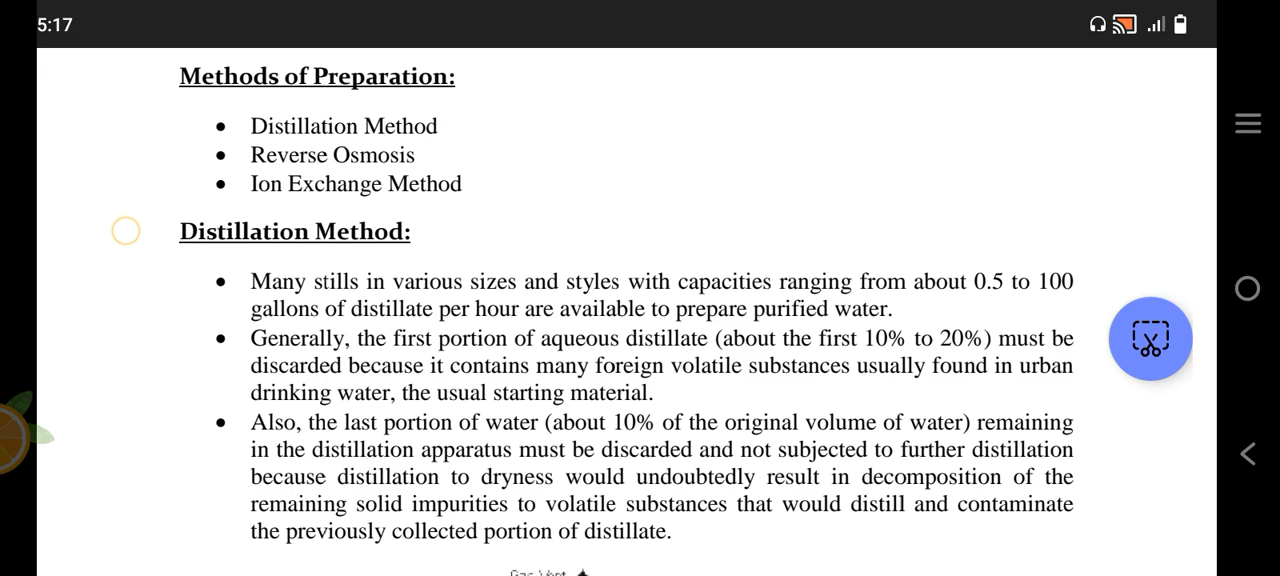 5:17
Methods of Preparation:
• Distillation Method
• Reverse Osmosis
• Ion Exchange Method
Distillation Method:
• Many stills in various sizes and styles with capacities ranging from about 0.5 to 100
gallons of distillate per hour are available to prepare purified water.
• Generally, the first portion of aqueous distillate (about the first 10% to 20%) must be
discarded because it contains many foreign volatile substances usually found in urban
drinking water, the usual starting material.
• Also, the last portion of water (about 10% of the original volume of water) remaining
in the distillation apparatus must be discarded and not subjected to further distillation
because distillation to dryness would undoubtedly result in decomposition of the
remaining solid impurities to volatile substances that would distill and contaminate
the previously collected portion of distillate.